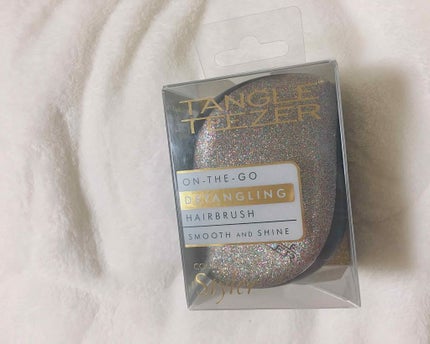 TANGLE
TEEZER
ON-THE-GO
DETANGLING
HAIRBRUSH
SMOOTH AND SHINE
Styler